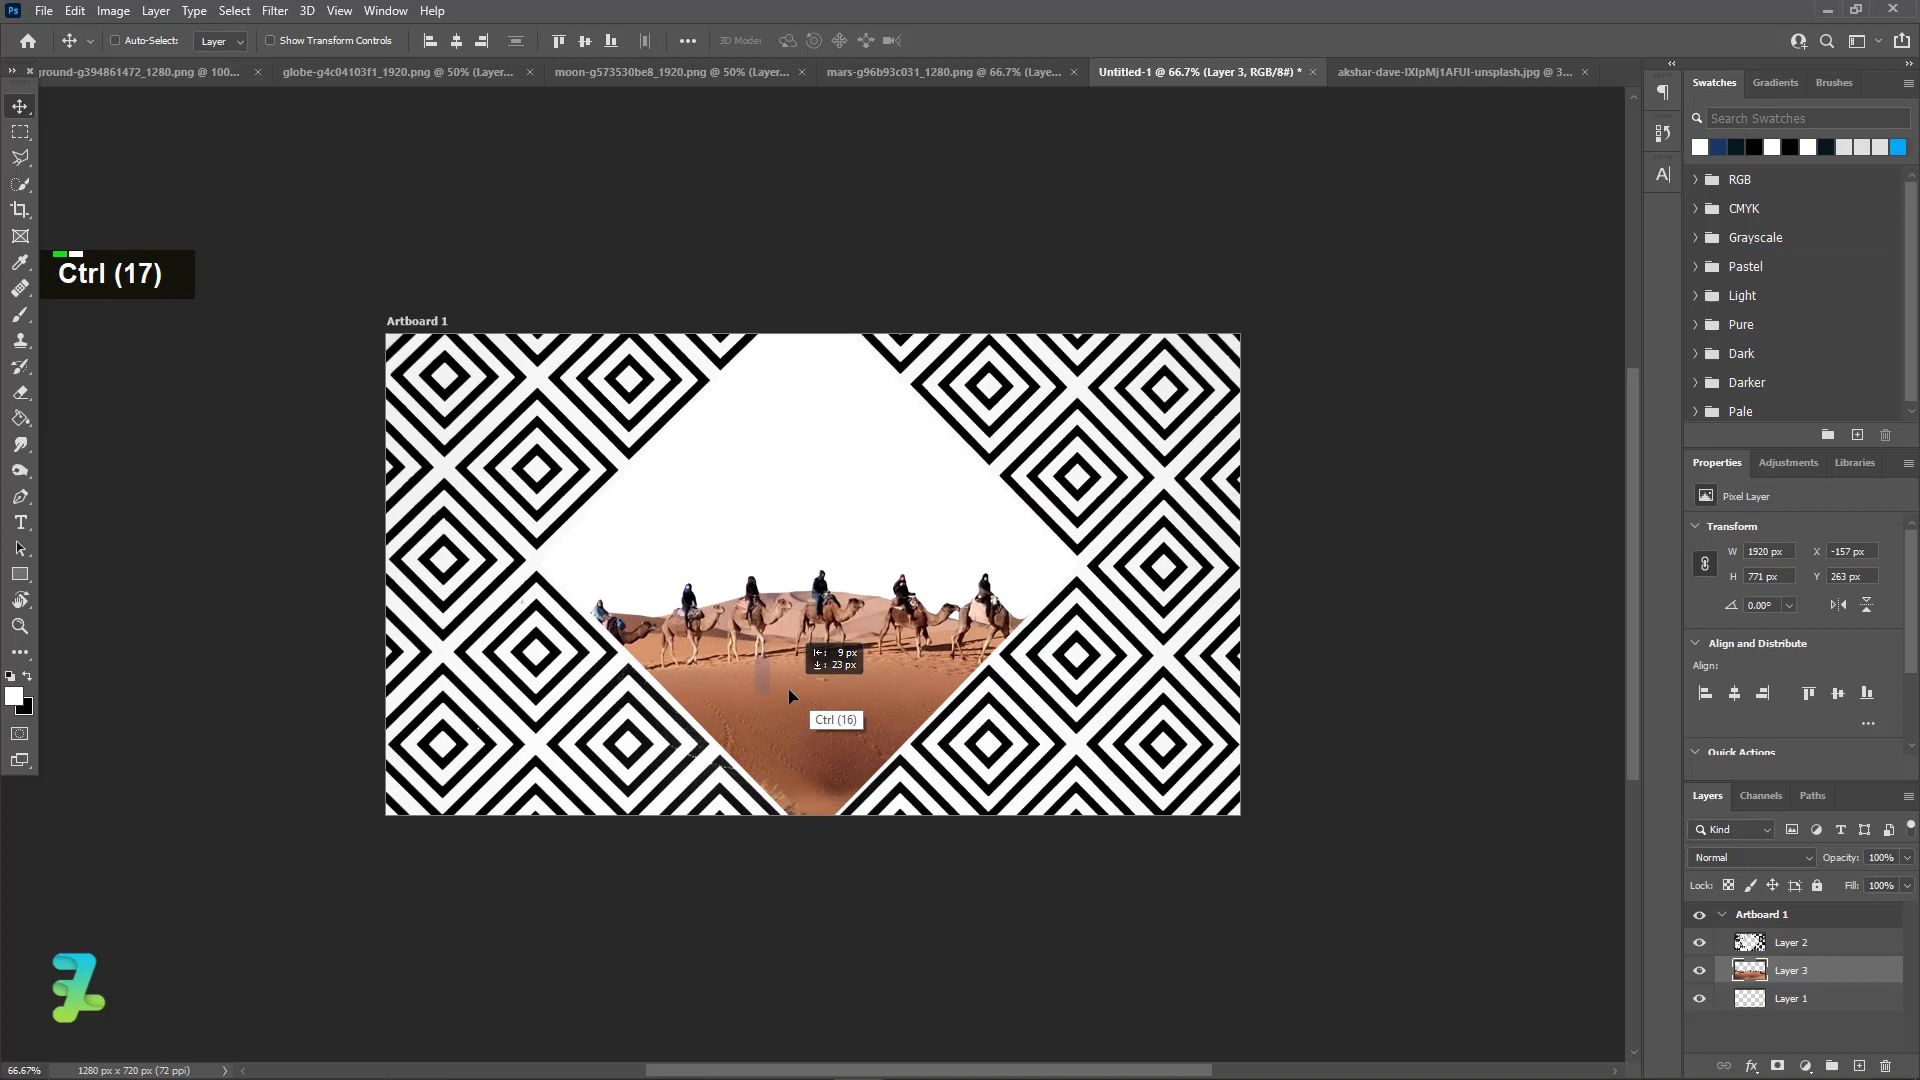 Ps File Edit Image Layer Type Select Filter 3D View Window Help
Auto-Select: Layer Show Transform Controls 3D Mode:
round-g394861472_1280.png @ 100... globe-g4c04103f1_1920.png @ 50% (Layer... moon-g573530be8_1920.png @ 50% (Layer... mars-g96b93c031_1280.png @ 66.7% (Laye... Untitled-1 @ 66.7% (Layer 3, RGB/8#) * akshar-dave-IXIpMj1AFUI-unsplash.jpg @ 3...
Swatches Gradients Brushes
Search Swatches
RGB
CMYK
Grayscale
Pastel
Light
Pure
Dark
Darker
Pale
Ctrl (17)
Artboard 1
9 px
23 px
Ctrl (16)
Properties Adjustments Libraries
Pixel Layer
Transform
W 1920 px X -157 px
H 771 px Y 263 px
0.00°
Align and Distribute
Align:
Quick Actions
Layers Channels Paths
Kind
Normal Opacity: 100%
Lock: Fill: 100%
Artboard 1
Layer 2
Layer 3
Layer 1
fx
66.67% 1280 px x 720 px (72 ppi)